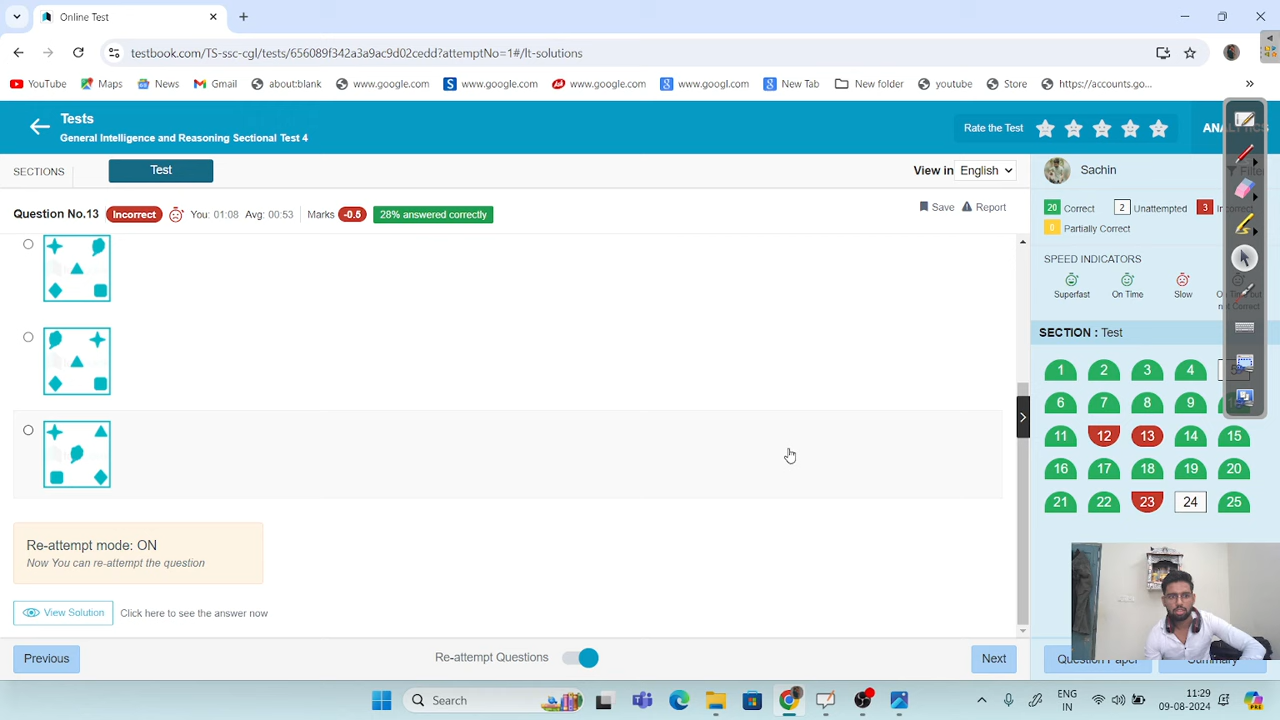 Online Test
testbook.com/TS-ssc-cgl/tests/656089f342a3a9ac9d02cedd?attemptNo=1#/lt-solutions
YouTube Maps News Gmail about:blank www.google.com www.google.com www.google.com www.googl.com New Tab New folder youtube Store https://accounts.go...
Tests
General Intelligence and Reasoning Sectional Test 4
Rate the Test
SECTIONS Test View in English
Sachin
Question No.13 Incorrect You: 01:08 Avg: 00:53 Marks -0.5 28% answered correctly Save Report
20 Correct 2 Unattempted 3
0 Partially Correct
SPEED INDICATORS
Superfast On Time Slow
SECTION : Test
1 2 3 4
6 7 8 9
11 12 13 14 15
16 17 18 19 20
21 22 23 24 25
Re-attempt mode: ON
Now You can re-attempt the question
View Solution Click here to see the answer now
Previous Re-attempt Questions Next
Question Paper Summary
Search
ENG
IN
11:29
09-08-2024
PRE